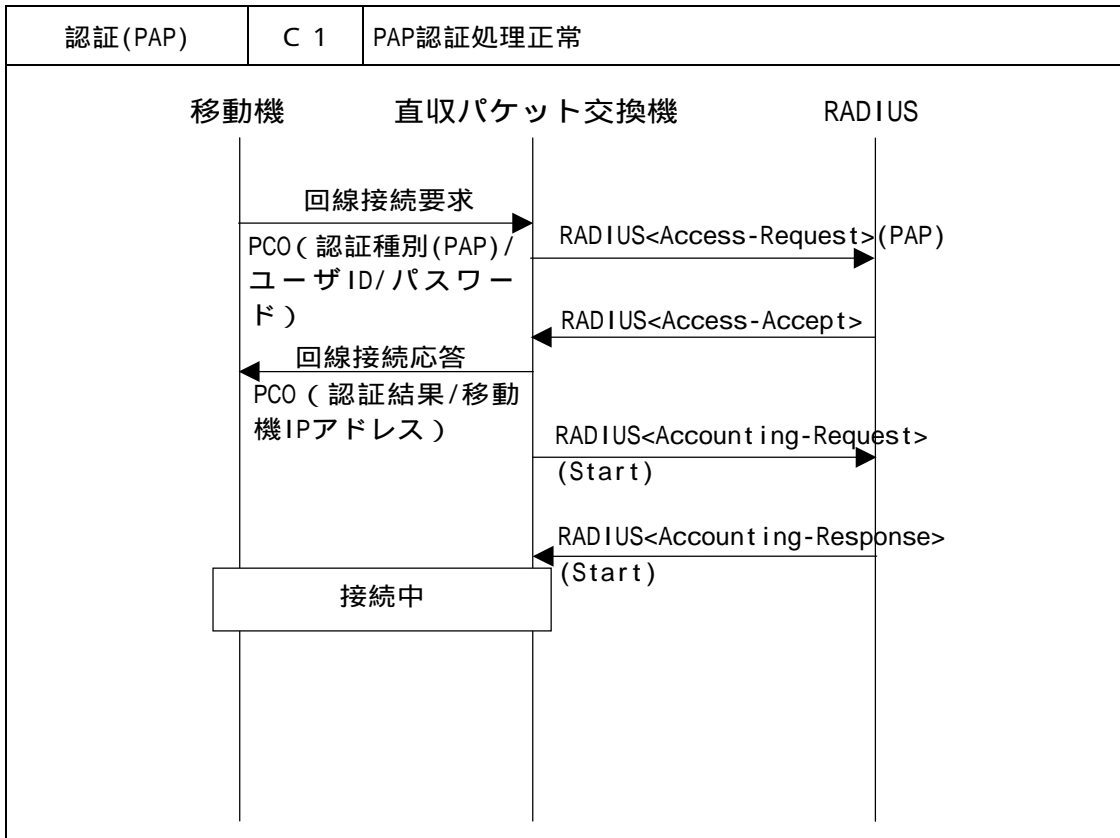 認証(PAP) C 1 PAP認証処理正常
移動機 直収パケット交換機 RADIUS
回線接続要求
PCO(認証種別(PAP)/
ユーザID/パスワー
ド)
RADIUS<Access-Request>(PAP)
RADIUS<Access-Accept>
回線接続応答
PCO(認証結果/移動
機IPアドレス)
RADIUS<Accounting-Request>
(Start)
RADIUS<Accounting-Response>
(Start)
接続中